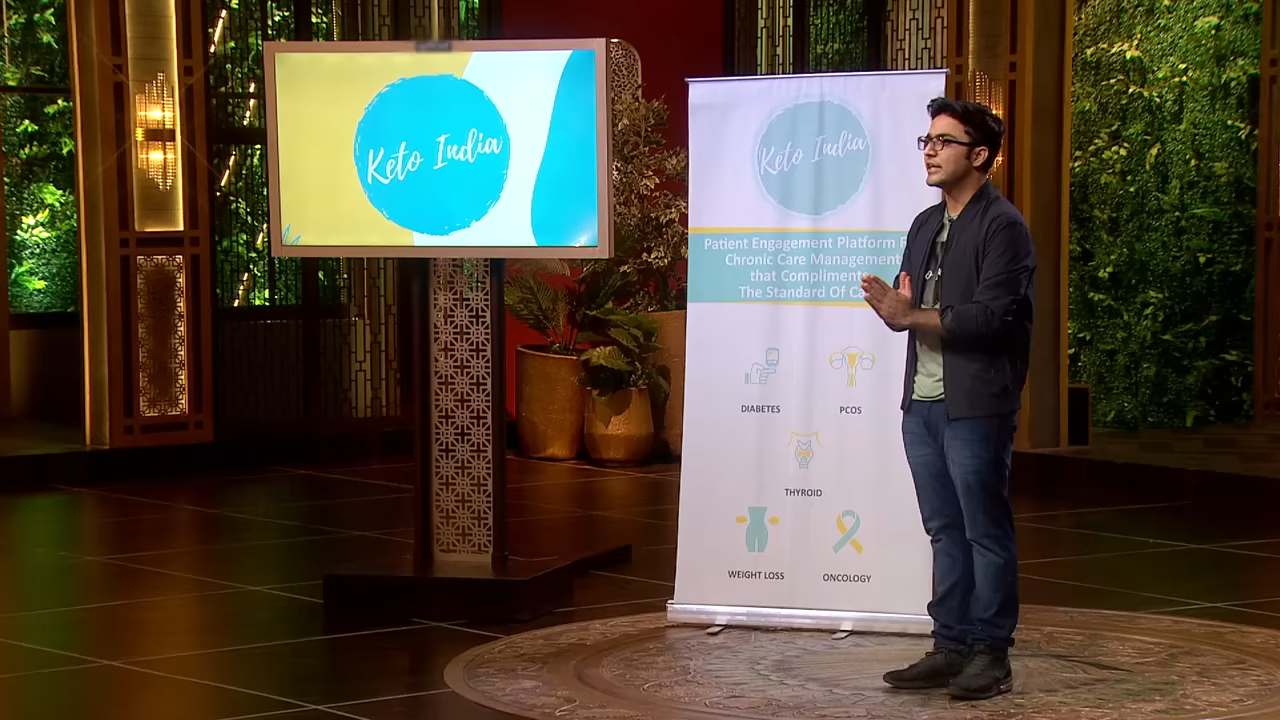 Keto India
Keto India
Patient Engagement Platform
Chronic Care Management
that Compliments
The Standard Of
DIABETES
PCOS
THYROID
WEIGHT LOSS
ONCOLOGY